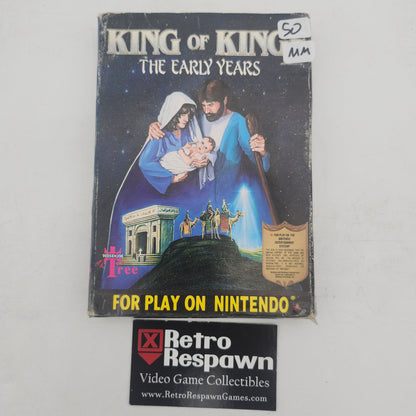 KING OF KING
50
MM
THE EARLY YEARS
WISDOM
Tree
FOR PLAY ON NINTENDO
Retro
Respawn
Video Game Collectibles
www.RetroRespawnGames.com